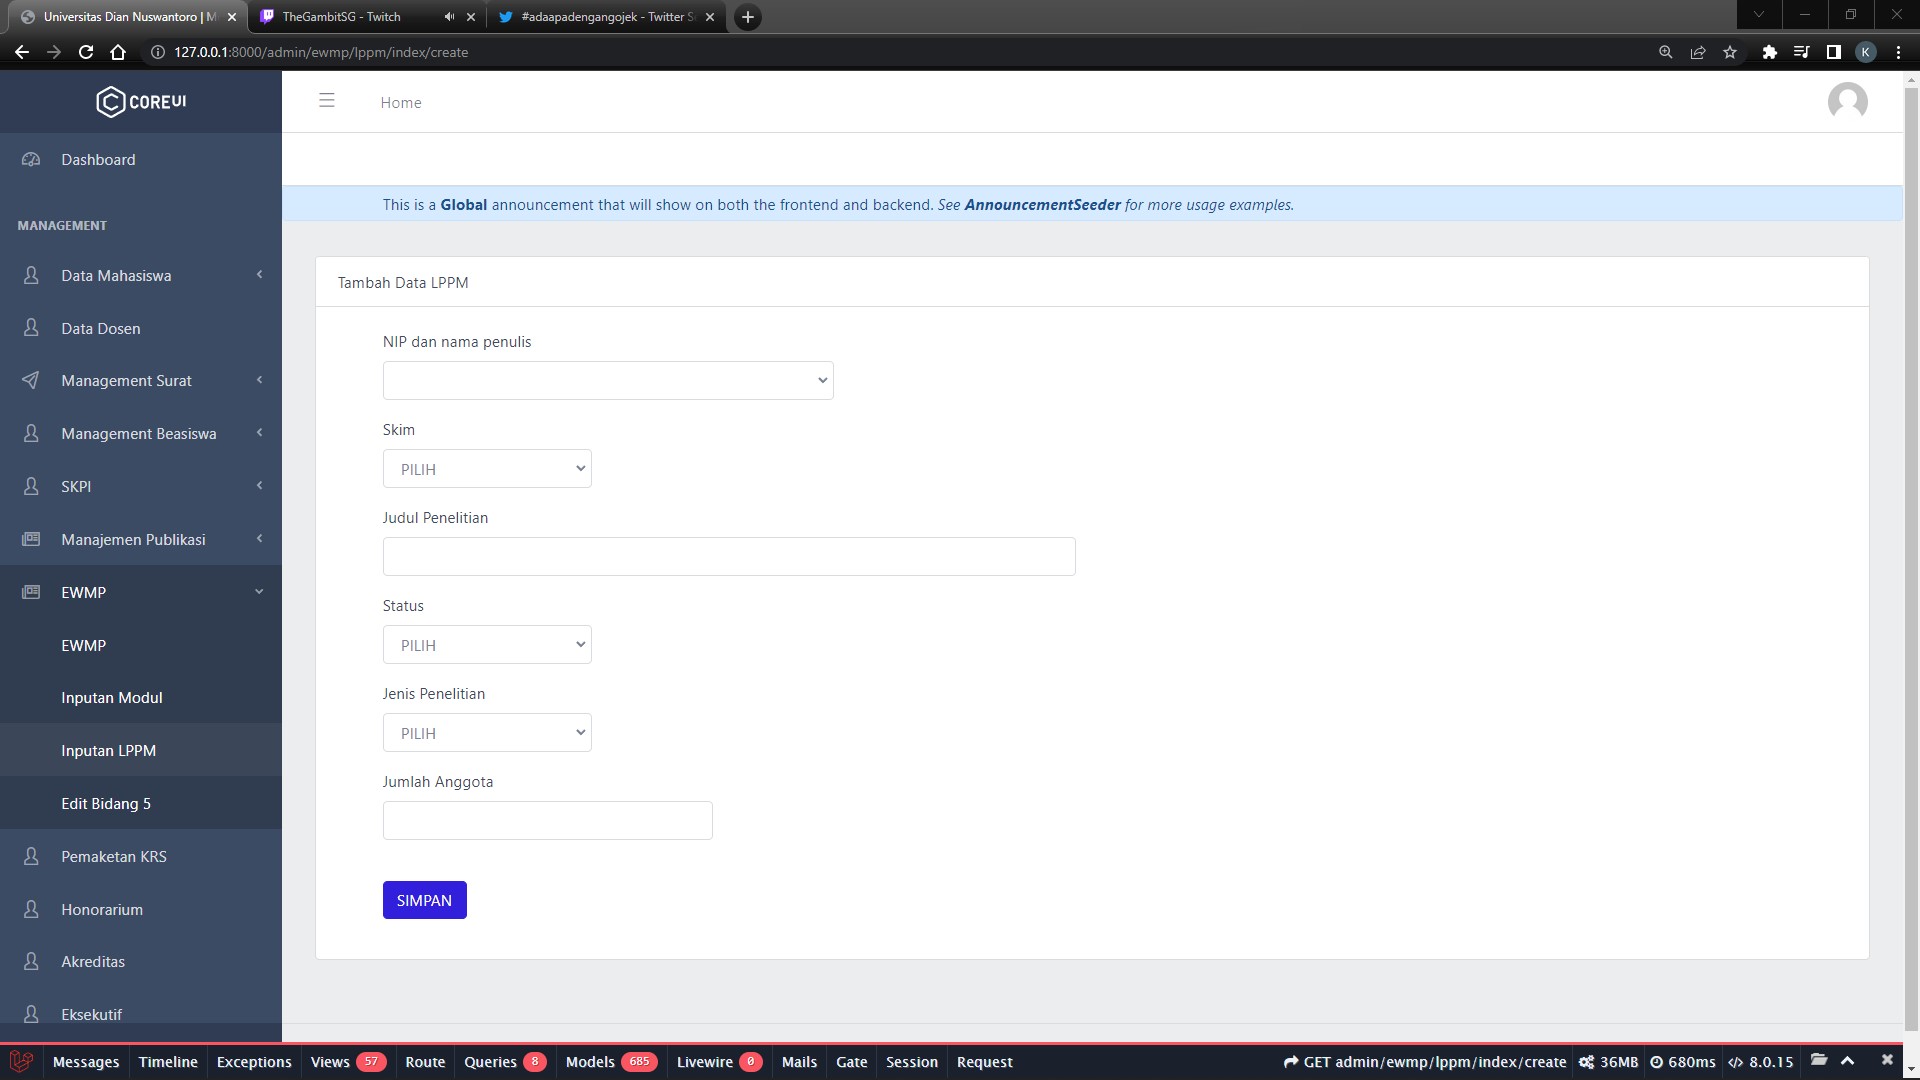 Universitas Dian Nuswantoro | M
TheGambitSG - Twitch
#adaapadengangojek - Twitter S
127.0.0.1:8000/admin/ewmp/lppm/index/create
K
COREUI
Home
Dashboard
This is a Global announcement that will show on both the frontend and backend. See AnnouncementSeeder for more usage examples.
MANAGEMENT
Data Mahasiswa
Data Dosen
Management Surat
Management Beasiswa
SKPI
Manajemen Publikasi
EWMP
EWMP
Inputan Modul
Inputan LPPM
Edit Bidang 5
Pemaketan KRS
Honorarium
Akreditas
Eksekutif
Tambah Data LPPM
NIP dan nama penulis
Skim
PILIH
Judul Penelitian
Status
PILIH
Jenis Penelitian
PILIH
Jumlah Anggota
SIMPAN
Messages Timeline Exceptions Views 57 Route Queries 8 Models 685 Livewire 0 Mails Gate Session Request GET admin/ewmp/lppm/index/create 36MB 680ms 8.0.15